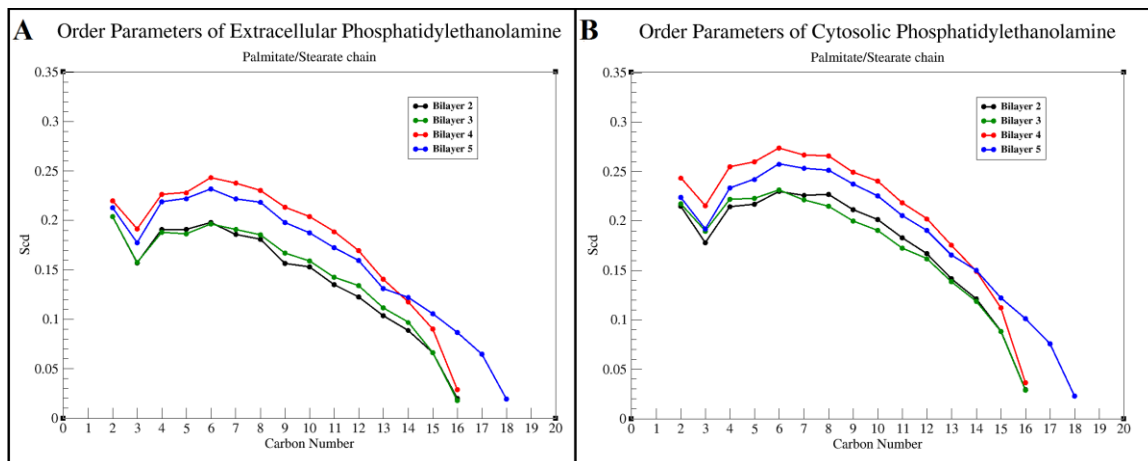 A
Order Parameters of Extracellular Phosphatidylethanolamine
Palmitate/Stearate chain
0.35
0.3
0.25
0.2
0.15
0.1
0.05
0
Scd
Bilayer 2
Bilayer 3
Bilayer 4
Bilayer 5
0 1 2 3 4 5 6 7 8 9 10 11 12 13 14 15 16 17 18 19 20
Carbon Number
B
Order Parameters of Cytosolic Phosphatidylethanolamine
Palmitate/Stearate chain
0.35
0.3
0.25
0.2
0.15
0.1
0.05
0
Scd
Bilayer 2
Bilayer 3
Bilayer 4
Bilayer 5
0 1 2 3 4 5 6 7 8 9 10 11 12 13 14 15 16 17 18 19 20
Carbon Number